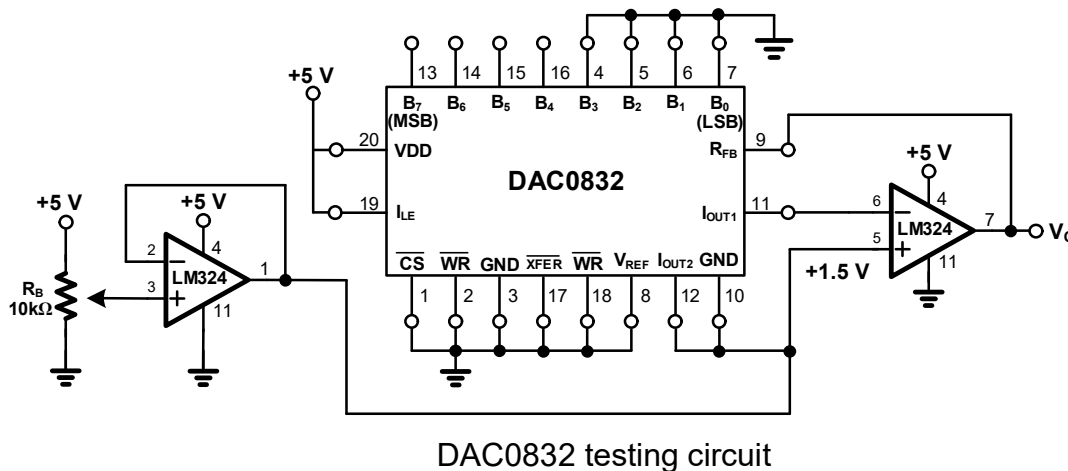 13 14 15 16 4 5 6 7
+5 V
B7 B6 B5 B4 B3 B2 B1 B0
(MSB) (LSB)
20 VDD
RFB 9
DAC0832
+5 V
+5 V
+5 V
19 ILE
IOUT1 11
4
6
LM324
7
VO
5
+1.5 V
11
2
4
LM324
1
3
11
RB
10kΩ
CS WR GND XFER WR VREF IOUT2 GND
1 2 3 17 18 8 12 10
DAC0832 testing circuit